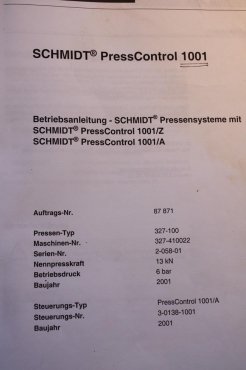 SCHMIDT® PressControl 1001
Betriebsanleitung - SCHMIDT® Pressensysteme mit
SCHMIDT® PressControl 1001/Z
SCHMIDT® PressControl 1001/A
Auftrags-Nr. 87 871
Pressen-Typ 327-100
Maschinen-Nr. 327-410022
Serien-Nr. 2-058-01
Nennpresskraft 13 kN
Betriebsdruck 6 bar
Baujahr 2001
Steuerungs-Typ PressControl 1001/A
Steuerungs-Nr. 3-0138-1001
Baujahr 2001